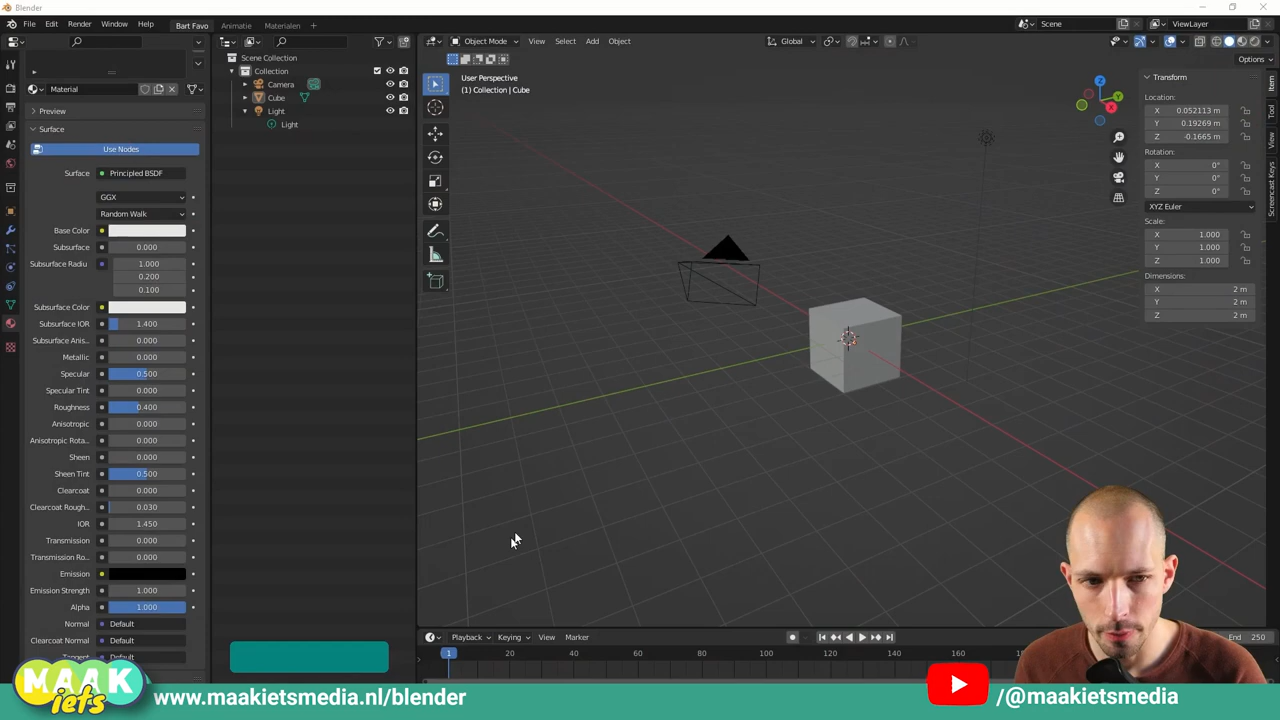 Blender
File Edit Render Window Help Bart Favo Animatie Materialen + Scene ViewLayer
Object Mode View Select Add Object Global
Options
Material
Preview
Surface
Use Nodes
Surface Principled BSDF
GGX
Random Walk
Base Color
Subsurface 0.000
Subsurface Radiu 1.000
0.200
0.100
Subsurface Color
Subsurface IOR 1.400
Subsurface Anis.. 0.000
Metallic 0.000
Specular 0.500
Specular Tint 0.000
Roughness 0.400
Anisotropic 0.000
Anisotropic Rota.. 0.000
Sheen 0.000
Sheen Tint 0.500
Clearcoat 0.000
Clearcoat Rough.. 0.030
IOR 1.450
Transmission 0.000
Transmission Ro.. 0.000
Emission
Emission Strength 1.000
Alpha 1.000
Normal Default
Clearcoat Normal Default
Tangent Default
Scene Collection
Collection
Camera
Cube
Light
Light
User Perspective
(1) Collection | Cube
Z
Y
X
Transform
Location:
X 0.052113 m
Y 0.19269 m
Z -0.1665 m
Rotation:
X 0°
Y 0°
Z 0°
XYZ Euler
Scale:
X 1.000
Y 1.000
Z 1.000
Dimensions:
X 2 m
Y 2 m
Z 2 m
Item
Tool
View
Screencast Keys
Playback Keying View Marker End 250
1 20 40 60 80 100 120 140 160 180
MAAK
iets
www.maakietsmedia.nl/blender
/@maakietsmedia